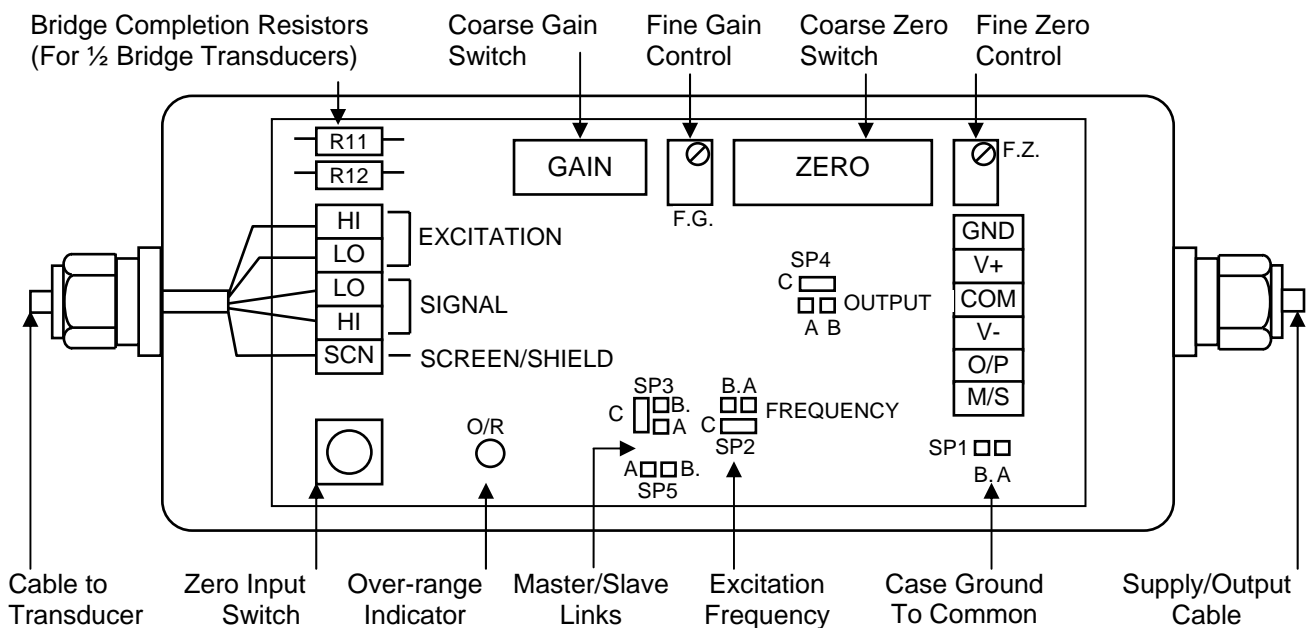 Bridge Completion Resistors
(For ½ Bridge Transducers)
Coarse Gain
Switch
Fine Gain
Control
Coarse Zero
Switch
Fine Zero
Control
R11
R12
GAIN
F.G.
ZERO
F.Z.
HI
LO
EXCITATION
LO
HI
SIGNAL
SCN
SCREEN/SHIELD
GND
V+
COM
V-
O/P
M/S
SP4
C
OUTPUT
A B
SP3
C
B.
A
B. A
FREQUENCY
C
SP2
O/R
A
B.
SP5
SP1
B. A
Cable to
Transducer
Zero Input
Switch
Over-range
Indicator
Master/Slave
Links
Excitation
Frequency
Case Ground
To Common
Supply/Output
Cable